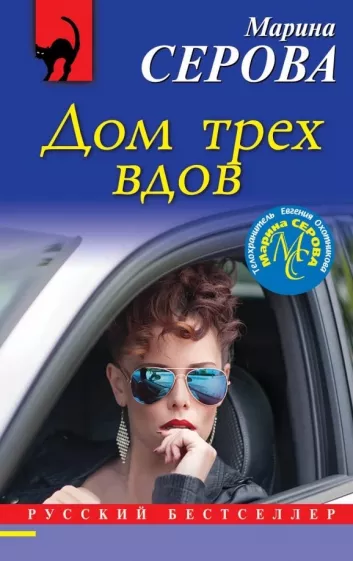 Марина
СЕРОВА
Дом трех
вдов
Телохранитель Евгения Охотникова
Марина СЕРОВА
МС
РУССКИЙ БЕСТСЕЛЛЕР